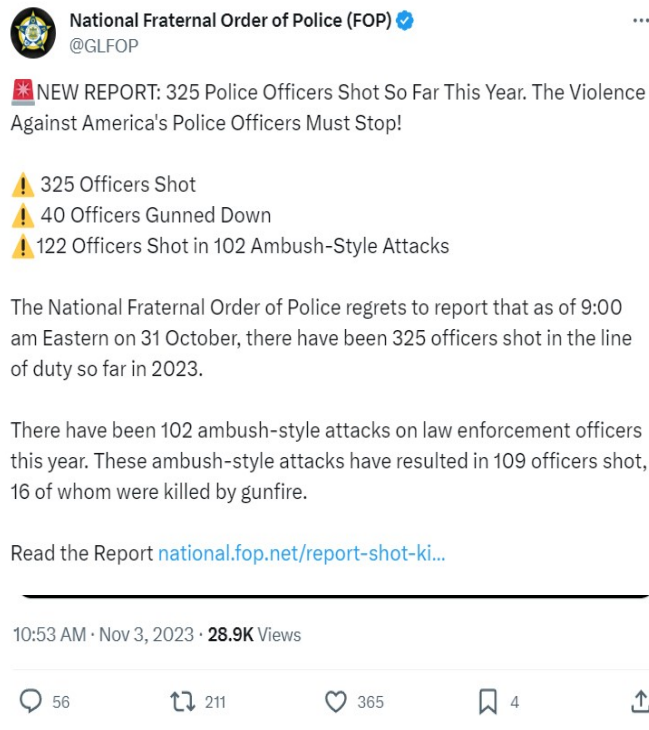 National Fraternal Order of Police (FOP)
@GLFOP
🚨NEW REPORT: 325 Police Officers Shot So Far This Year. The Violence
Against America's Police Officers Must Stop!
⚠️ 325 Officers Shot
⚠️ 40 Officers Gunned Down
⚠️122 Officers Shot in 102 Ambush-Style Attacks
The National Fraternal Order of Police regrets to report that as of 9:00
am Eastern on 31 October, there have been 325 officers shot in the line
of duty so far in 2023.
There have been 102 ambush-style attacks on law enforcement officers
this year. These ambush-style attacks have resulted in 109 officers shot,
16 of whom were killed by gunfire.
Read the Report national.fop.net/report-shot-ki...
10:53 AM · Nov 3, 2023 · 28.9K Views
56 211 365 4